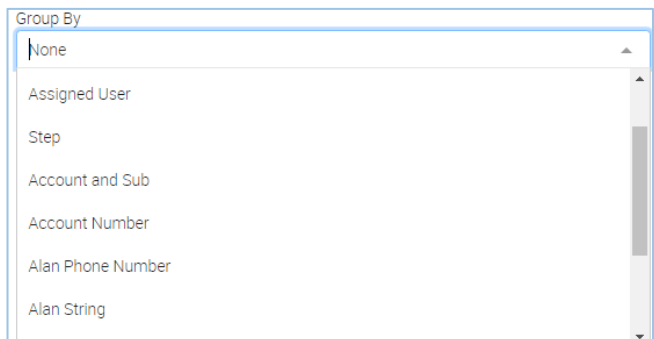 Group By
None
Assigned User
Step
Account and Sub
Account Number
Alan Phone Number
Alan String